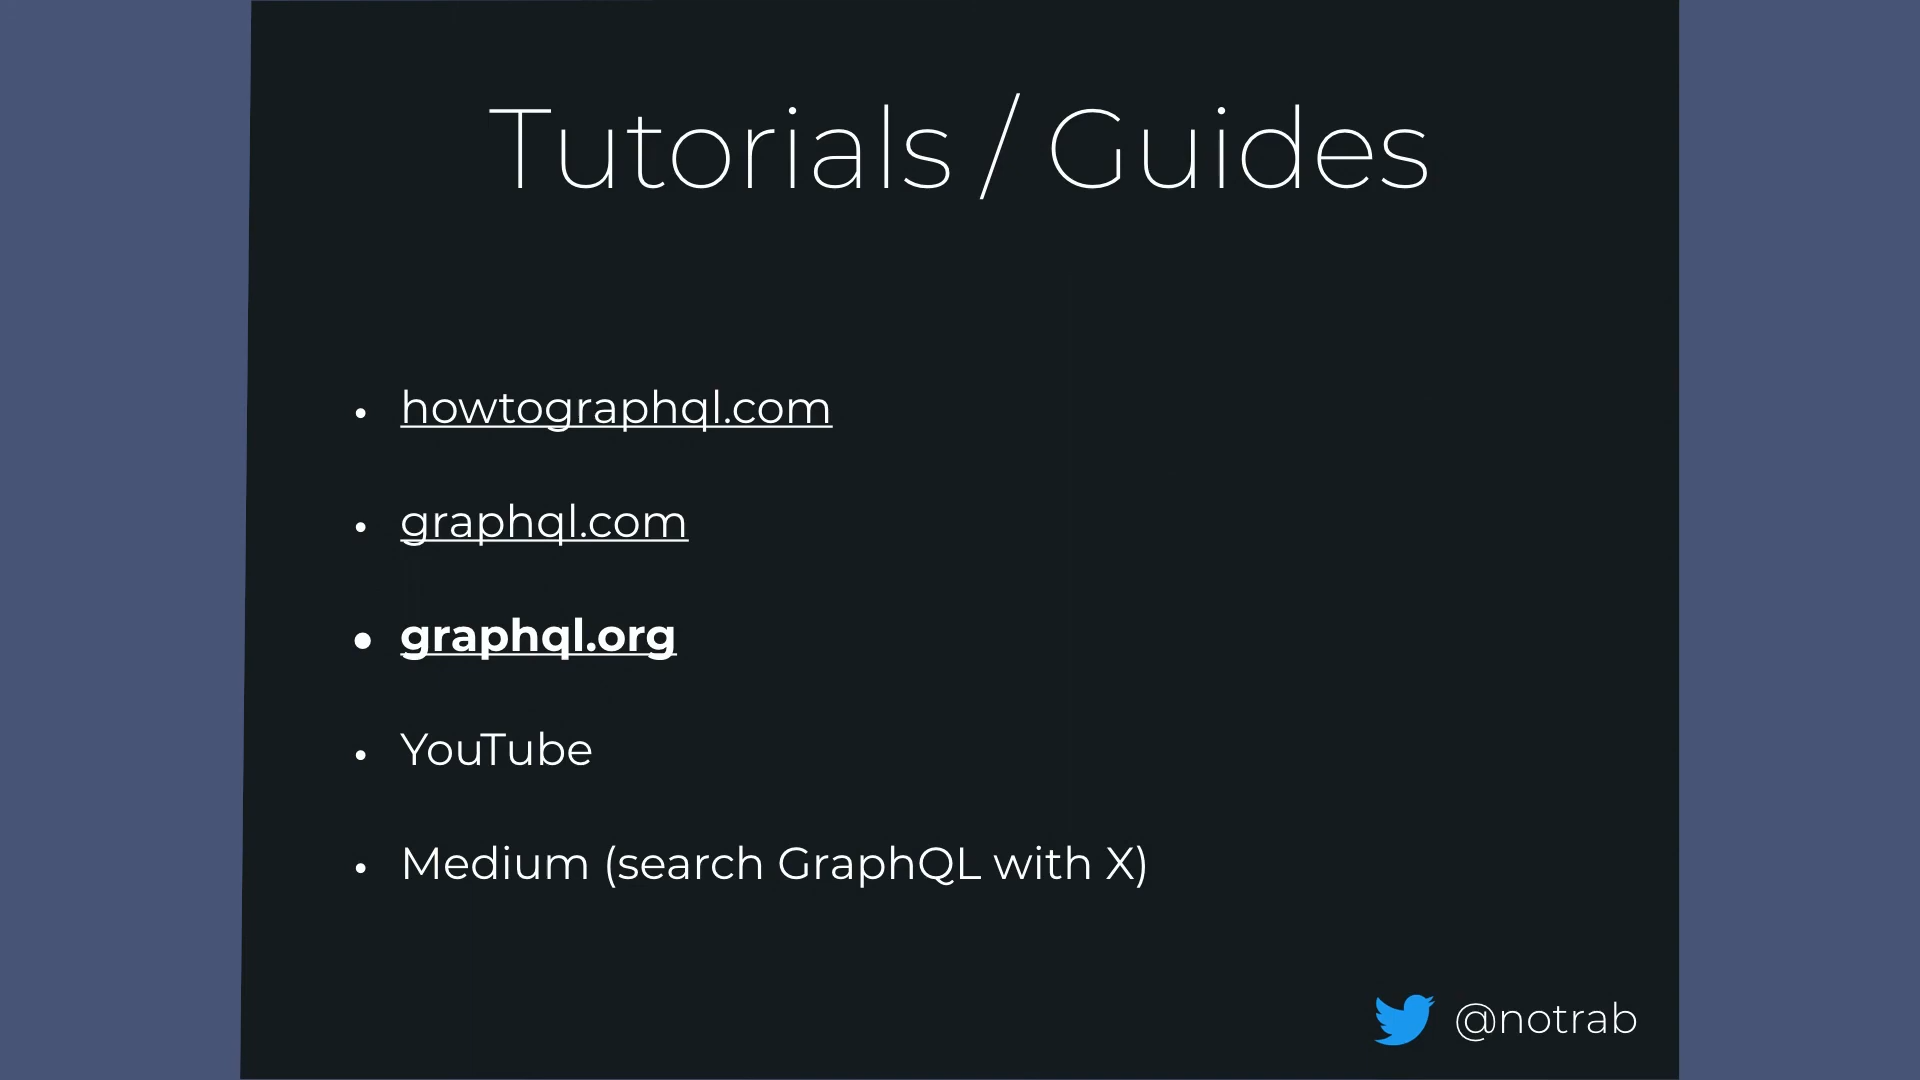 Tutorials / Guides
• howtographql.com
• graphql.com
• graphql.org
• YouTube
• Medium (search GraphQL with X)
@notrab